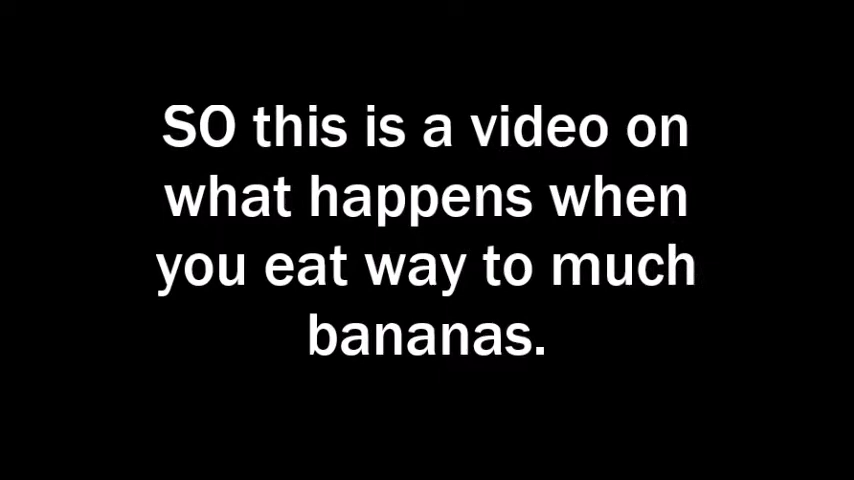 SO this is a video on
what happens when
you eat way to much
bananas.